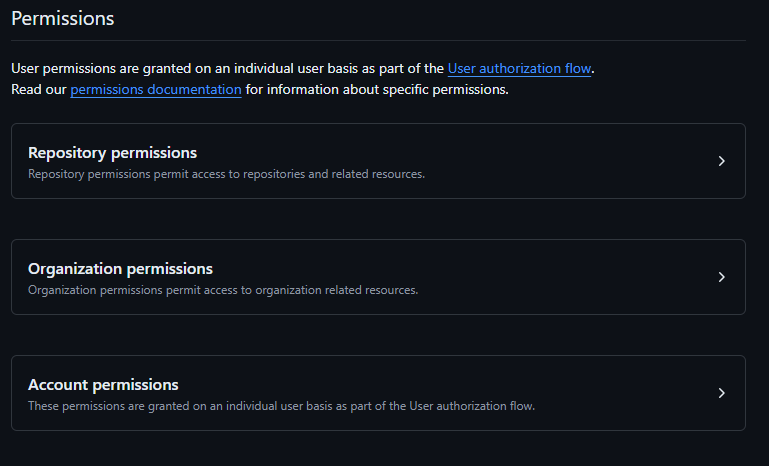 Permissions
User permissions are granted on an individual user basis as part of the User authorization flow.
Read our permissions documentation for information about specific permissions.
Repository permissions
Repository permissions permit access to repositories and related resources.
Organization permissions
Organization permissions permit access to organization related resources.
Account permissions
These permissions are granted on an individual user basis as part of the User authorization flow.